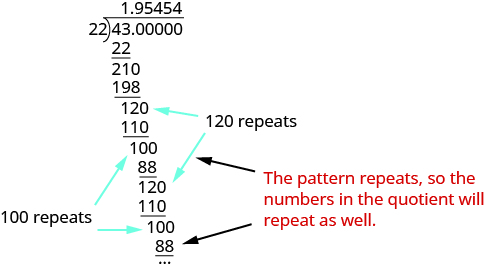 1.95454
22)43.00000
22
210
198
120
120 repeats
110
100
The pattern repeats, so the
88
numbers in the quotient will
120
repeat as well.
110
100 repeats
100
88
...